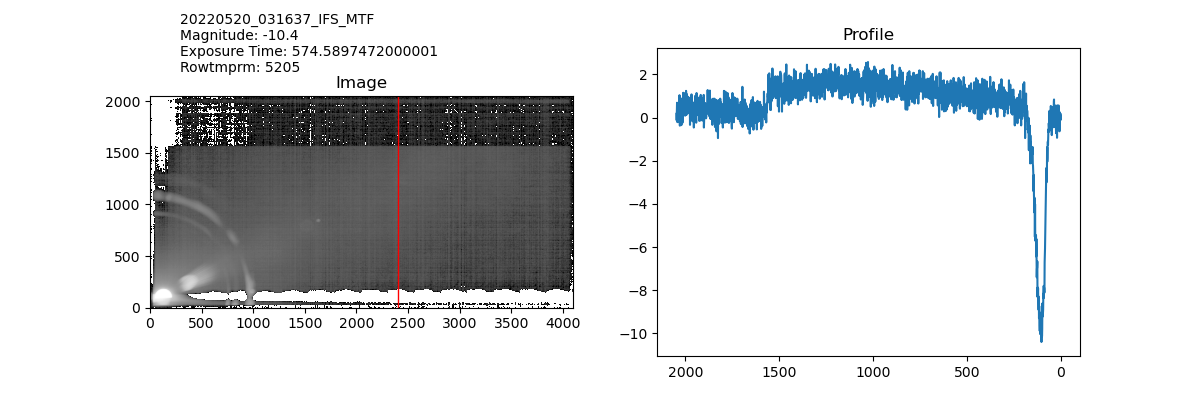 20220520_031637_IFS_MTF
Magnitude: -10.4
Exposure Time: 574.5897472000001
Rowtmprm: 5205
Image
2000
1500
1000
500
0
0 500 1000 1500 2000 2500 3000 3500 4000
Profile
2
0
−2
−4
−6
−8
−10
2000 1500 1000 500 0